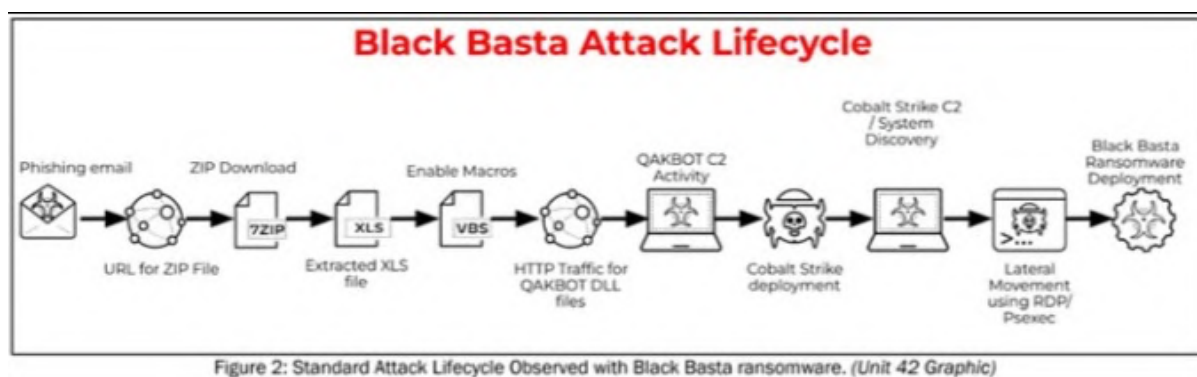 Black Basta Attack Lifecycle
Phishing email
URL for ZIP File
ZIP Download
7ZIP
XLS
Extracted XLS
file
Enable Macros
VBS
HTTP Traffic for
QAKBOT DLL
files
QAKBOT C2
Activity
Cobalt Strike
deployment
Cobalt Strike C2
/ System
Discovery
>_...
Lateral
Movement
using RDP/
Psexec
Black Basta
Ransomware
Deployment
Figure 2: Standard Attack Lifecycle Observed with Black Basta ransomware. (Unit 42 Graphic)